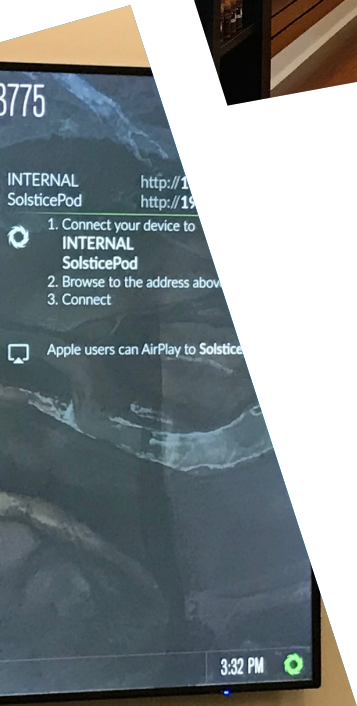 3775
INTERNAL http://1
SolsticePod http://19
1. Connect your device to
INTERNAL
SolsticePod
2. Browse to the address abov
3. Connect
Apple users can AirPlay to Solstice
3:32 PM